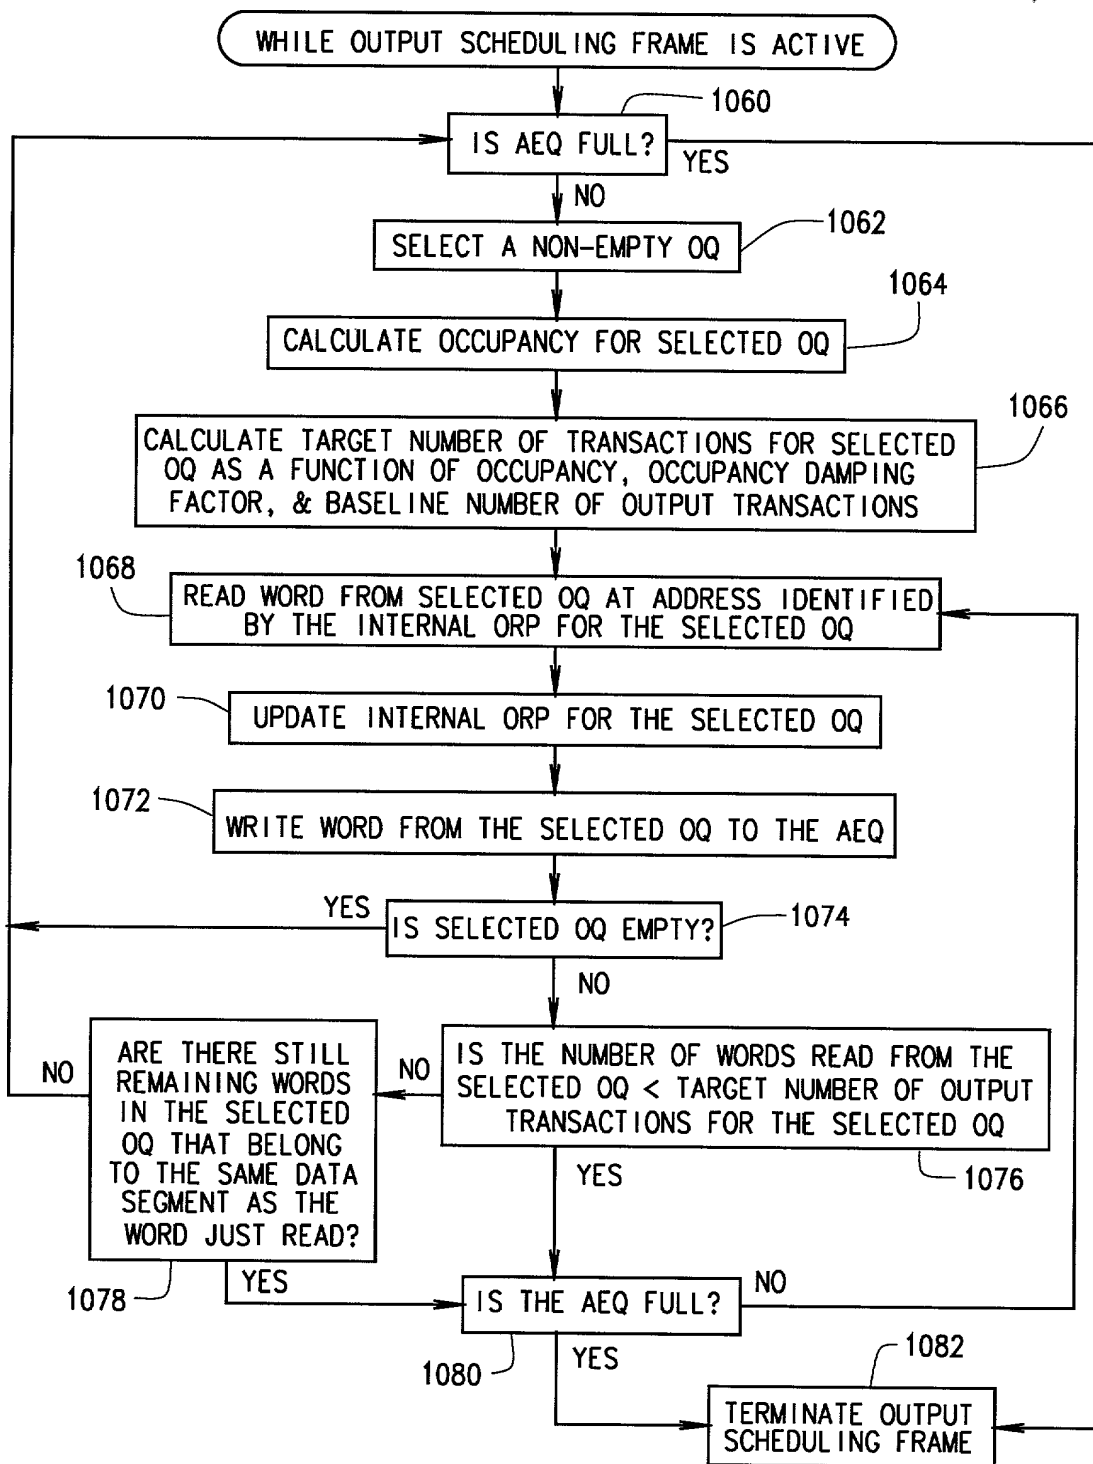 WHILE OUTPUT SCHEDULING FRAME IS ACTIVE
1060
IS AEQ FULL?
YES
NO
1062
SELECT A NON-EMPTY OQ
1064
CALCULATE OCCUPANCY FOR SELECTED OQ
1066
CALCULATE TARGET NUMBER OF TRANSACTIONS FOR SELECTED
OQ AS A FUNCTION OF OCCUPANCY, OCCUPANCY DAMPING
FACTOR, & BASELINE NUMBER OF OUTPUT TRANSACTIONS
1068
READ WORD FROM SELECTED OQ AT ADDRESS IDENTIFIED
BY THE INTERNAL ORP FOR THE SELECTED OQ
1070
UPDATE INTERNAL ORP FOR THE SELECTED OQ
1072
WRITE WORD FROM THE SELECTED OQ TO THE AEQ
YES
IS SELECTED OQ EMPTY?
1074
NO
NO
ARE THERE STILL
REMAINING WORDS
IN THE SELECTED
OQ THAT BELONG
TO THE SAME DATA
SEGMENT AS THE
WORD JUST READ?
NO
IS THE NUMBER OF WORDS READ FROM THE
SELECTED OQ < TARGET NUMBER OF OUTPUT
TRANSACTIONS FOR THE SELECTED OQ
YES
1076
1078
YES
IS THE AEQ FULL?
NO
1080
YES
1082
TERMINATE OUTPUT
SCHEDULING FRAME